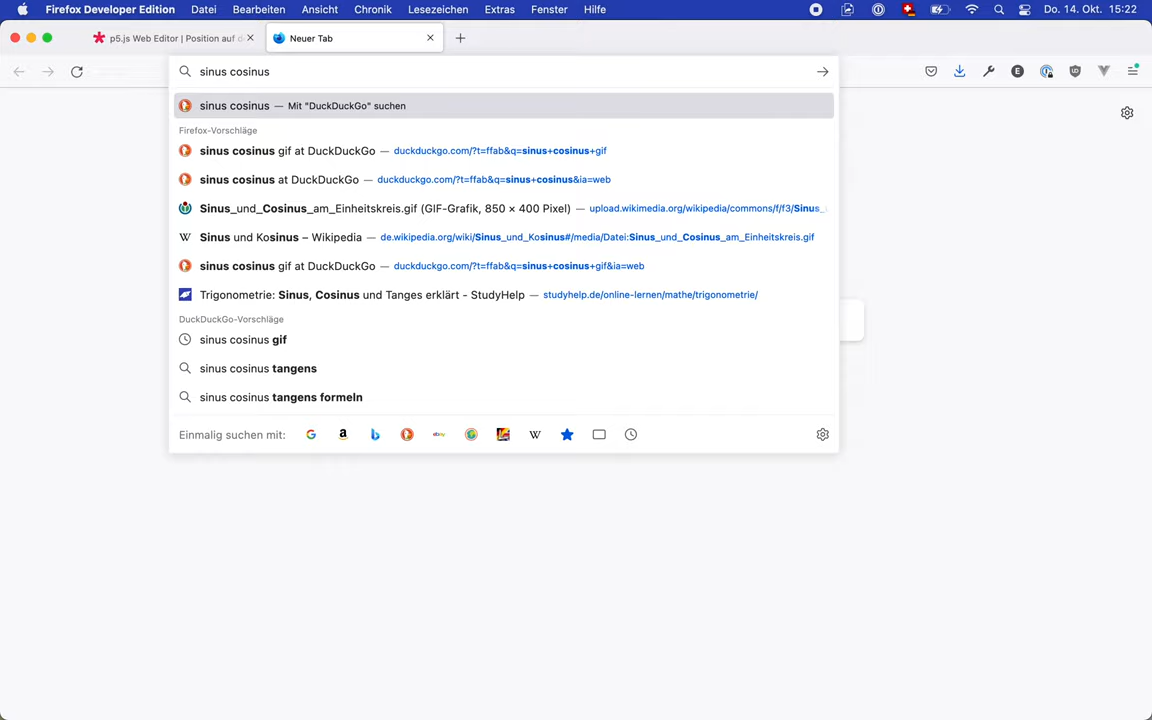 Firefox Developer Edition Datei Bearbeiten Ansicht Chronik Lesezeichen Extras Fenster Hilfe Do. 14. Okt. 15:22
p5.js Web Editor | Position auf d Neuer Tab
sinus cosinus
sinus cosinus — Mit "DuckDuckGo" suchen
Firefox-Vorschläge
sinus cosinus gif at DuckDuckGo — duckduckgo.com/?t=ffab&q=sinus+cosinus+gif
sinus cosinus at DuckDuckGo — duckduckgo.com/?t=ffab&q=sinus+cosinus&ia=web
Sinus_und_Cosinus_am_Einheitskreis.gif (GIF-Grafik, 850 × 400 Pixel) — upload.wikimedia.org/wikipedia/commons/f/f3/Sinus_
Sinus und Kosinus – Wikipedia — de.wikipedia.org/wiki/Sinus_und_Kosinus#/media/Datei:Sinus_und_Cosinus_am_Einheitskreis.gif
sinus cosinus gif at DuckDuckGo — duckduckgo.com/?t=ffab&q=sinus+cosinus+gif&ia=web
Trigonometrie: Sinus, Cosinus und Tanges erklärt - StudyHelp — studyhelp.de/online-lernen/mathe/trigonometrie/
DuckDuckGo-Vorschläge
sinus cosinus gif
sinus cosinus tangens
sinus cosinus tangens formeln
Einmalig suchen mit: